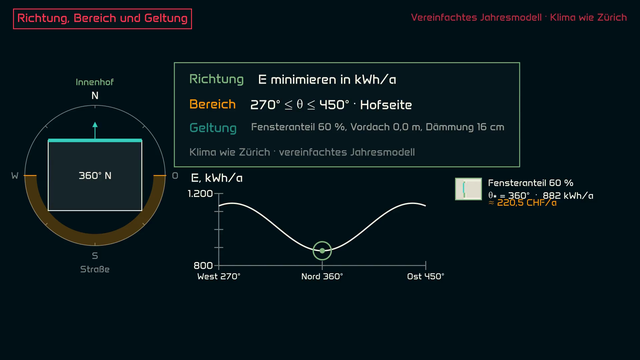 Richtung, Bereich und Geltung
Vereinfachtes Jahresmodell · Klima wie Zürich
Innenhof
N
W
O
360° N
S
Straße
Richtung E minimieren in kWh/a
Bereich 270° ≤ θ ≤ 450° · Hofseite
Geltung Fensteranteil 60 %, Vordach 0,0 m, Dämmung 16 cm
Klima wie Zürich · vereinfachtes Jahresmodell
E, kWh/a
1.200
800
West 270°
Nord 360°
Ost 450°
Fensteranteil 60 %
θ* = 360° · 882 kWh/a
= 220,5 CHF/a